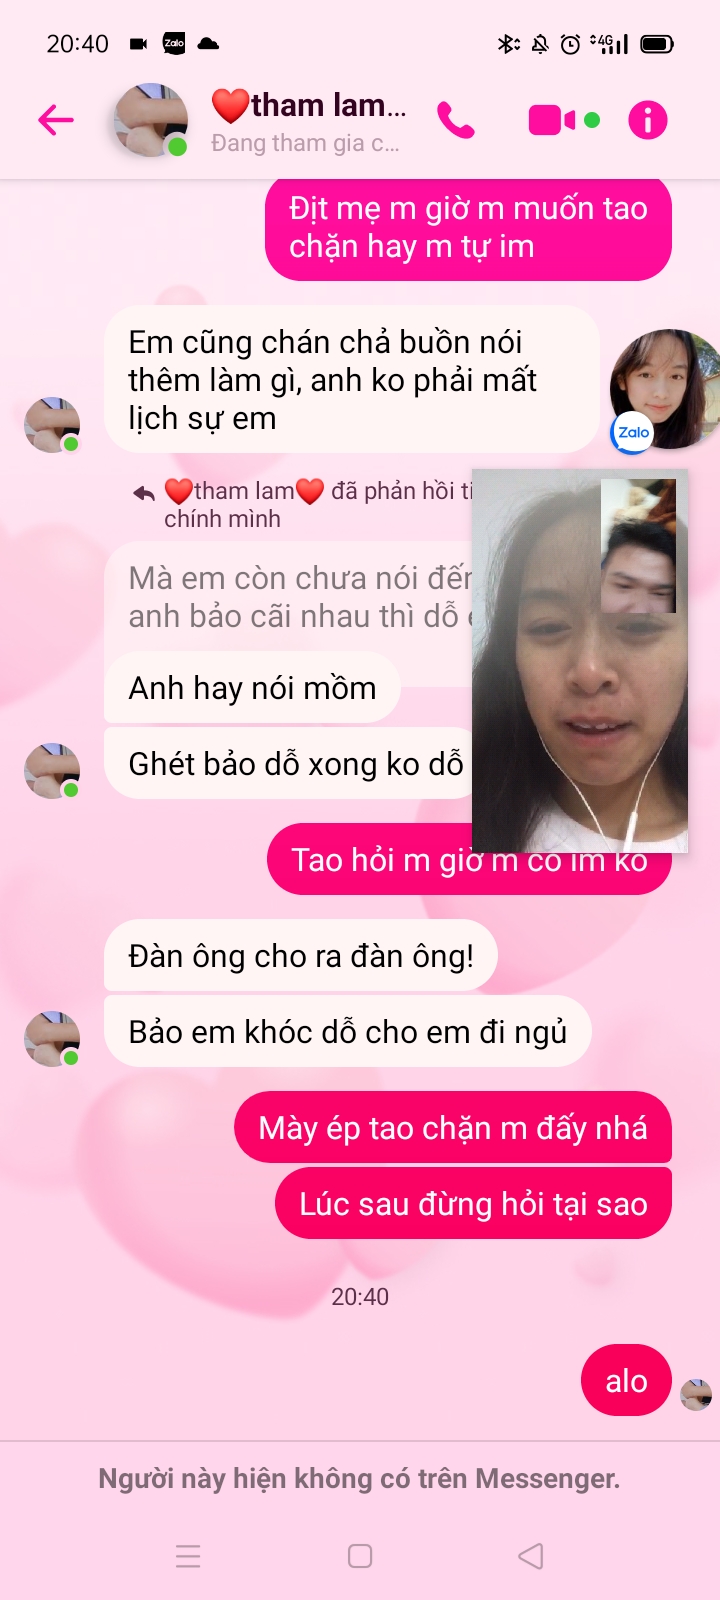 20:40
Zalo
4G
❤️tham lam...
Đang tham gia c...
Địt mẹ m giờ m muốn tao
chặn hay m tự im
Em cũng chán chả buồn nói
thêm làm gì, anh ko phải mất
lịch sự em
Zalo
❤️tham lam❤️ đã phản hồi
chính mình
Mà em còn chưa nói
anh bảo cãi nhau thì dỗ
Anh hay nói mồm
Ghét bảo dỗ xong ko dỗ
Tao hỏi m giờ m có im ko
Đàn ông cho ra đàn ông!
Bảo em khóc dỗ cho em đi ngủ
Mày ép tao chặn m đấy nhá
Lúc sau đừng hỏi tại sao
20:40
alo
Người này hiện không có trên Messenger.